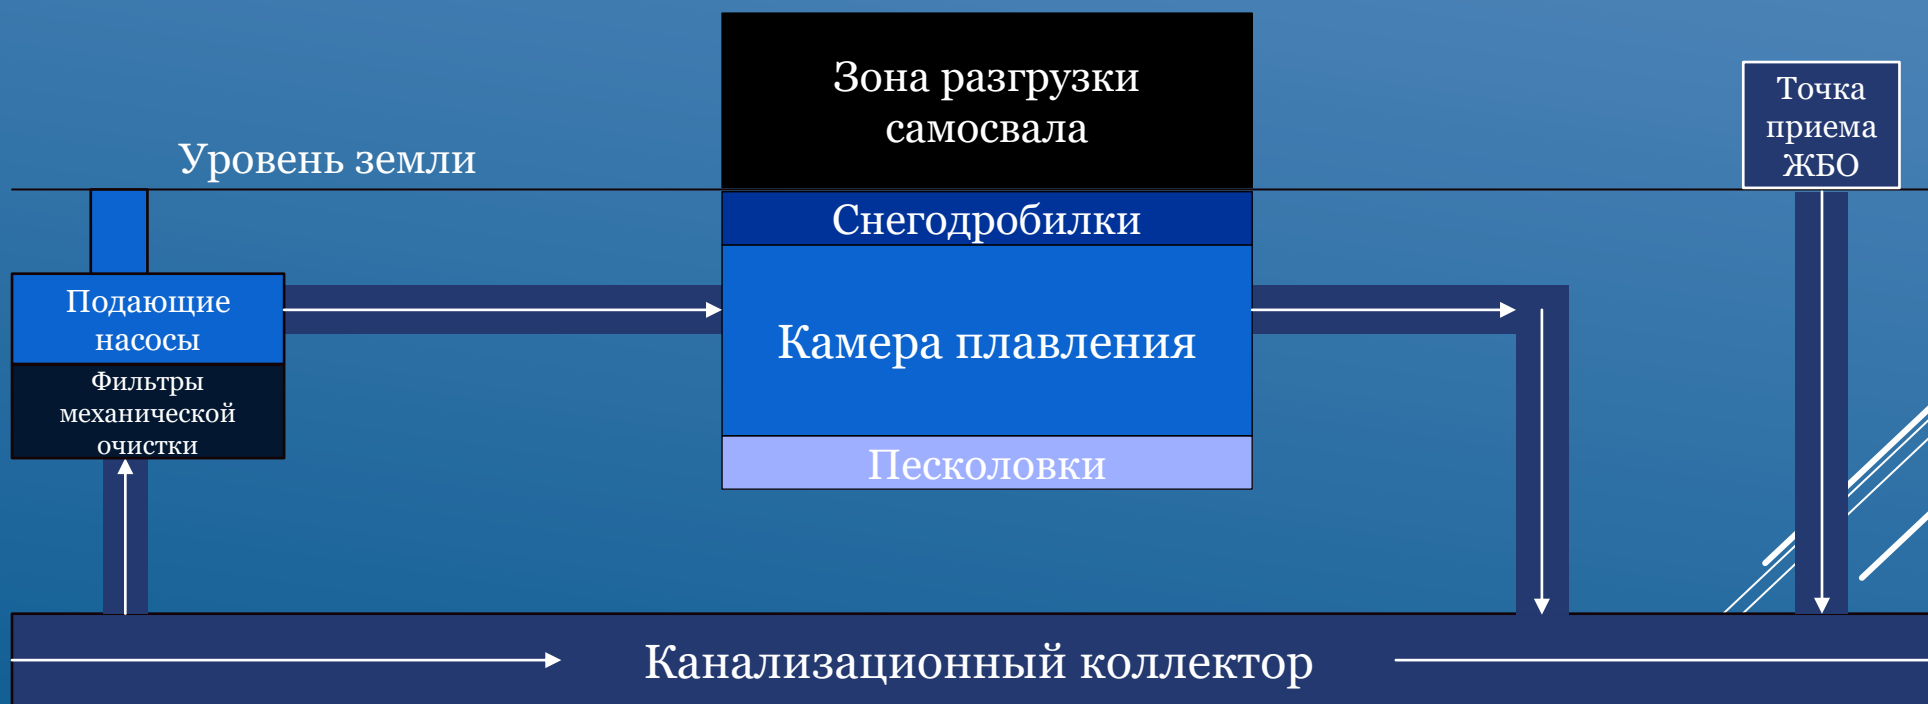 Зона разгрузки
самосвала
Точка
приема
ЖБО
Уровень земли
Снегодробилки
Подающие
насосы
Камера плавления
Фильтры
механической
очистки
Песколовки
Канализационный коллектор